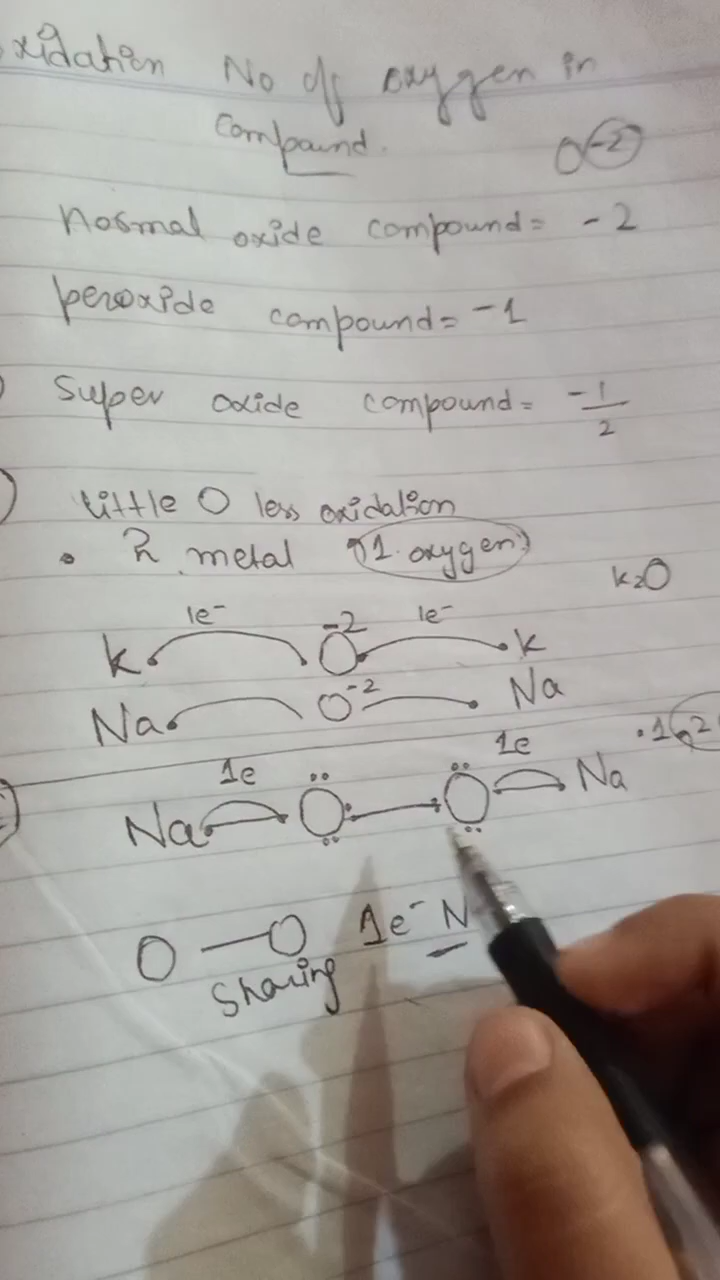 xidation No of oxygen in
compound.
O -2
Normal oxide compound= -2
peroxide compound= -1
Super oxide compound= -1/2
little O less oxidation
• 2 metal 1 oxygen
K2O
1e- 1e-
K O-2 K
Na O-2 Na
1e 1e
Na O O Na
O — O 1e- N
Sharing